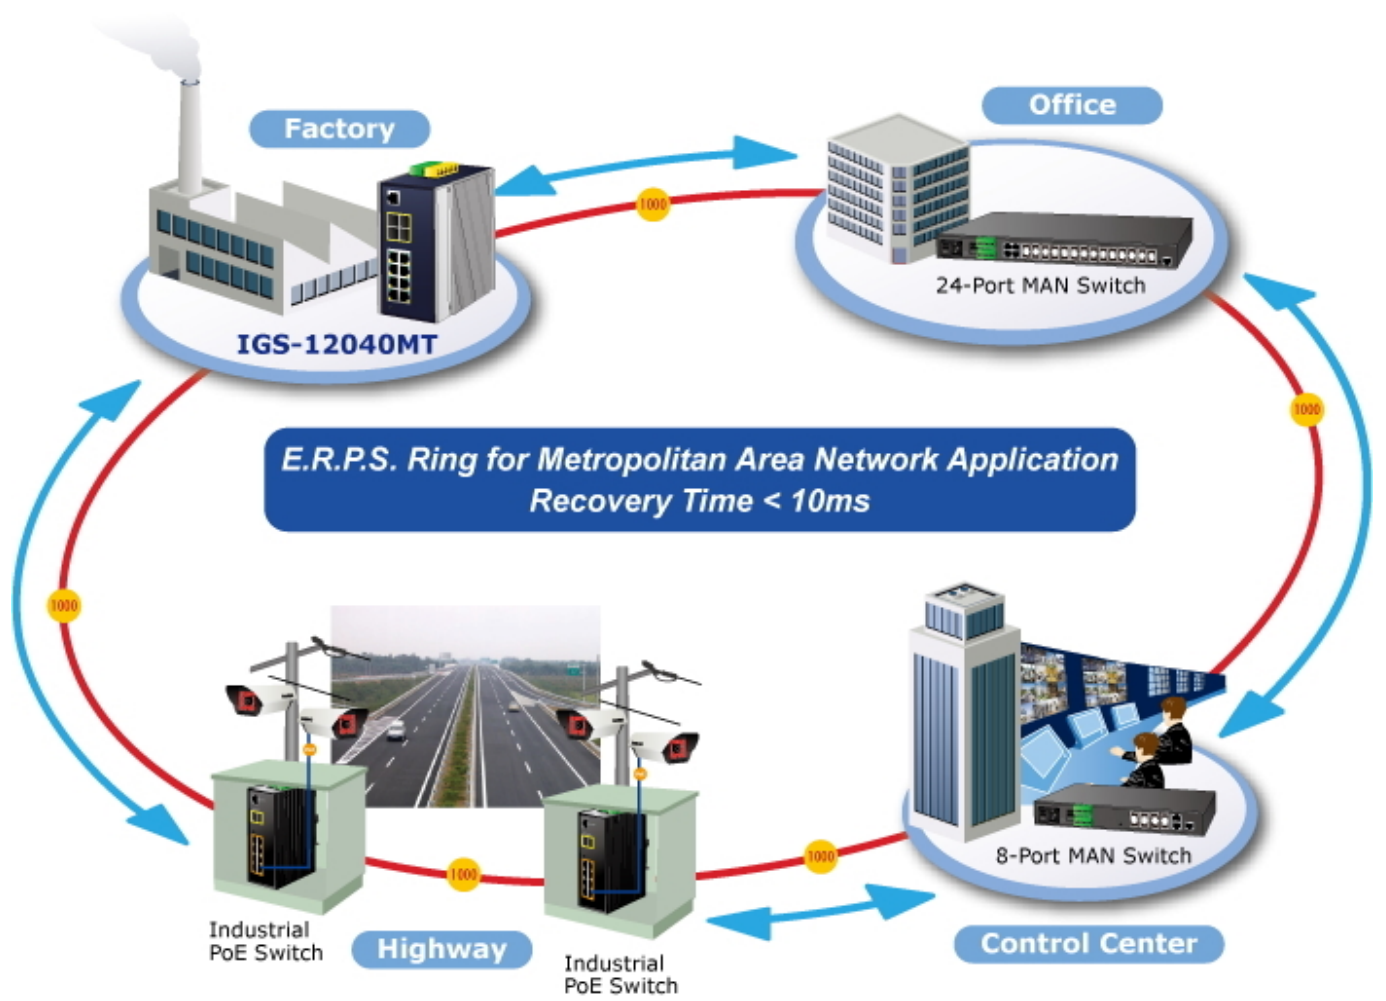 Factory
Office
1000
24-Port MAN Switch
IGS-12040MT
1000
E.R.P.S. Ring for Metropolitan Area Network Application
Recovery Time < 10ms
1000
8-Port MAN Switch
1000
1000
Industrial
PoE Switch
Highway
Industrial
PoE Switch
Control Center